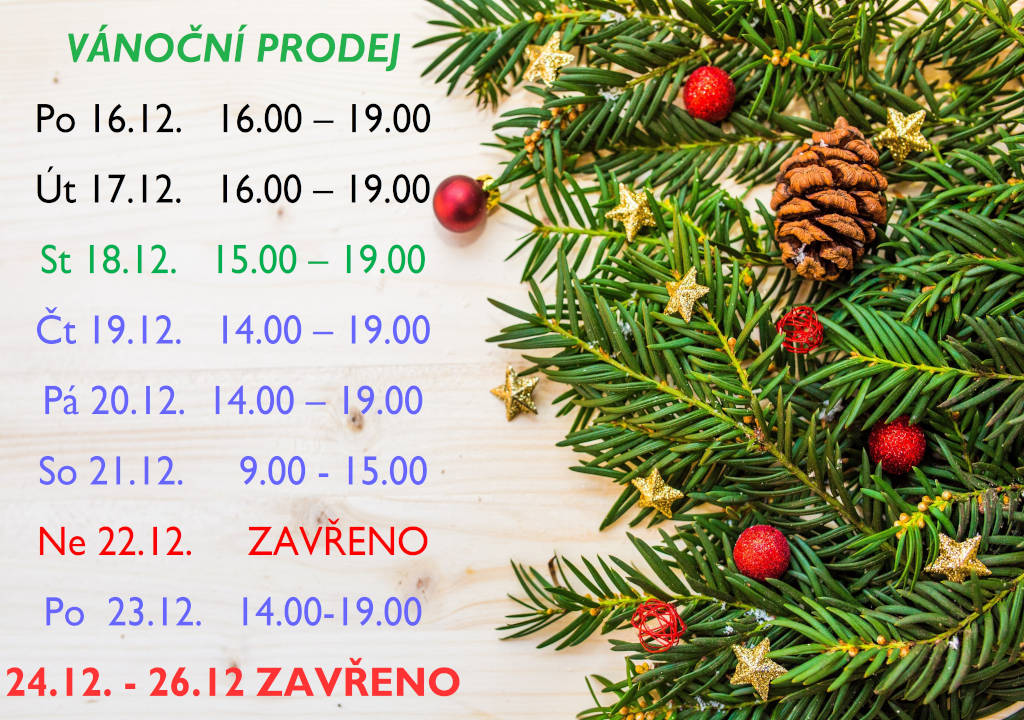 VÁNOČNÍ PRODEJ
Po 16.12. 16.00 – 19.00
Út 17.12. 16.00 – 19.00
St 18.12. 15.00 – 19.00
Čt 19.12. 14.00 – 19.00
Pá 20.12. 14.00 – 19.00
So 21.12. 9.00 - 15.00
Ne 22.12. ZAVŘENO
Po 23.12. 14.00-19.00
24.12. - 26.12 ZAVŘENO